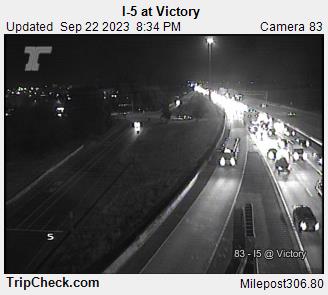 I-5 at Victory
Updated Sep 22 2023 8:34 PM Camera 83
T
S
83 - I5 @ Victory
TripCheck.com Milepost306.80